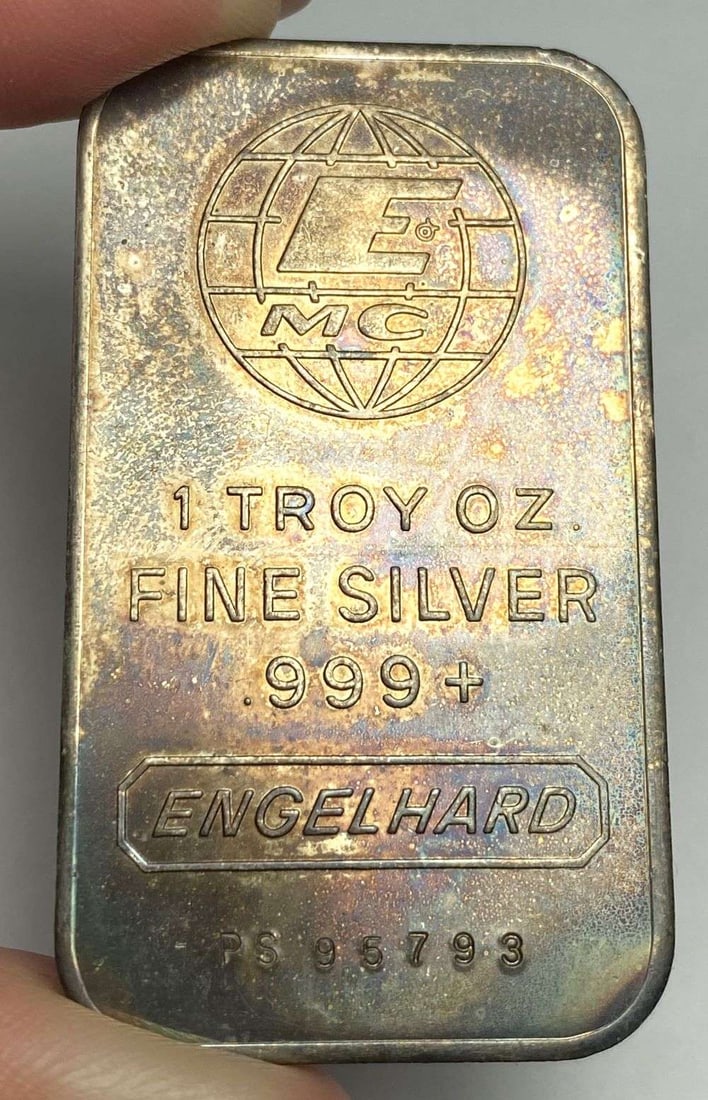 E
MC
1 TROY OZ.
FINE SILVER
.999+
ENGELHARD
PS 95793